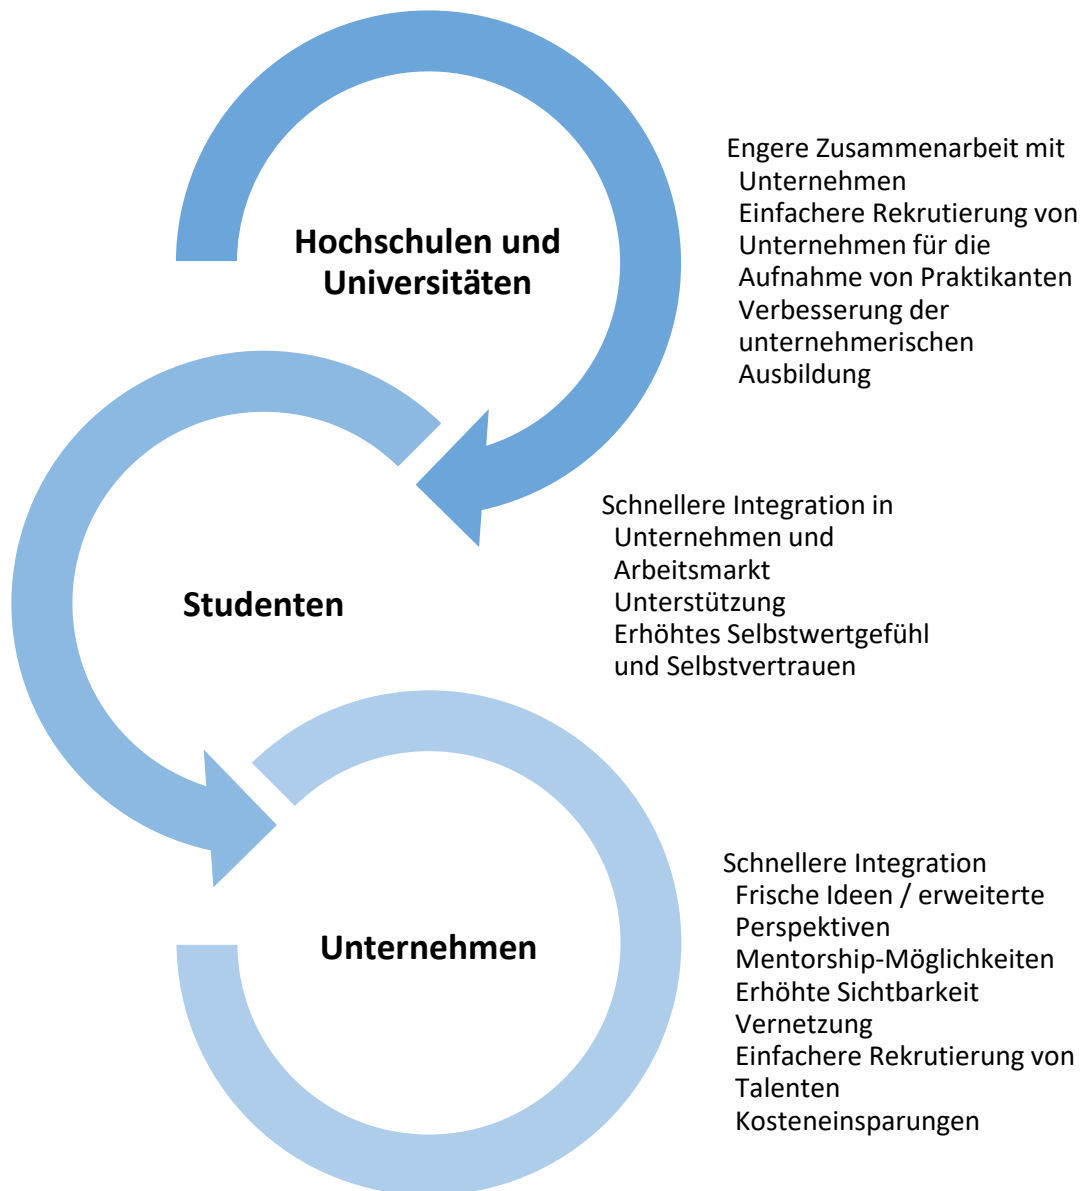 Hochschulen und
Universitäten
Engere Zusammenarbeit mit
Unternehmen
Einfachere Rekrutierung von
Unternehmen für die
Aufnahme von Praktikanten
Verbesserung der
unternehmerischen
Ausbildung
Studenten
Schnellere Integration in
Unternehmen und
Arbeitsmarkt
Unterstützung
Erhöhtes Selbstwertgefühl
und Selbstvertrauen
Unternehmen
Schnellere Integration
Frische Ideen / erweiterte
Perspektiven
Mentorship-Möglichkeiten
Erhöhte Sichtbarkeit
Vernetzung
Einfachere Rekrutierung von
Talenten
Kosteneinsparungen